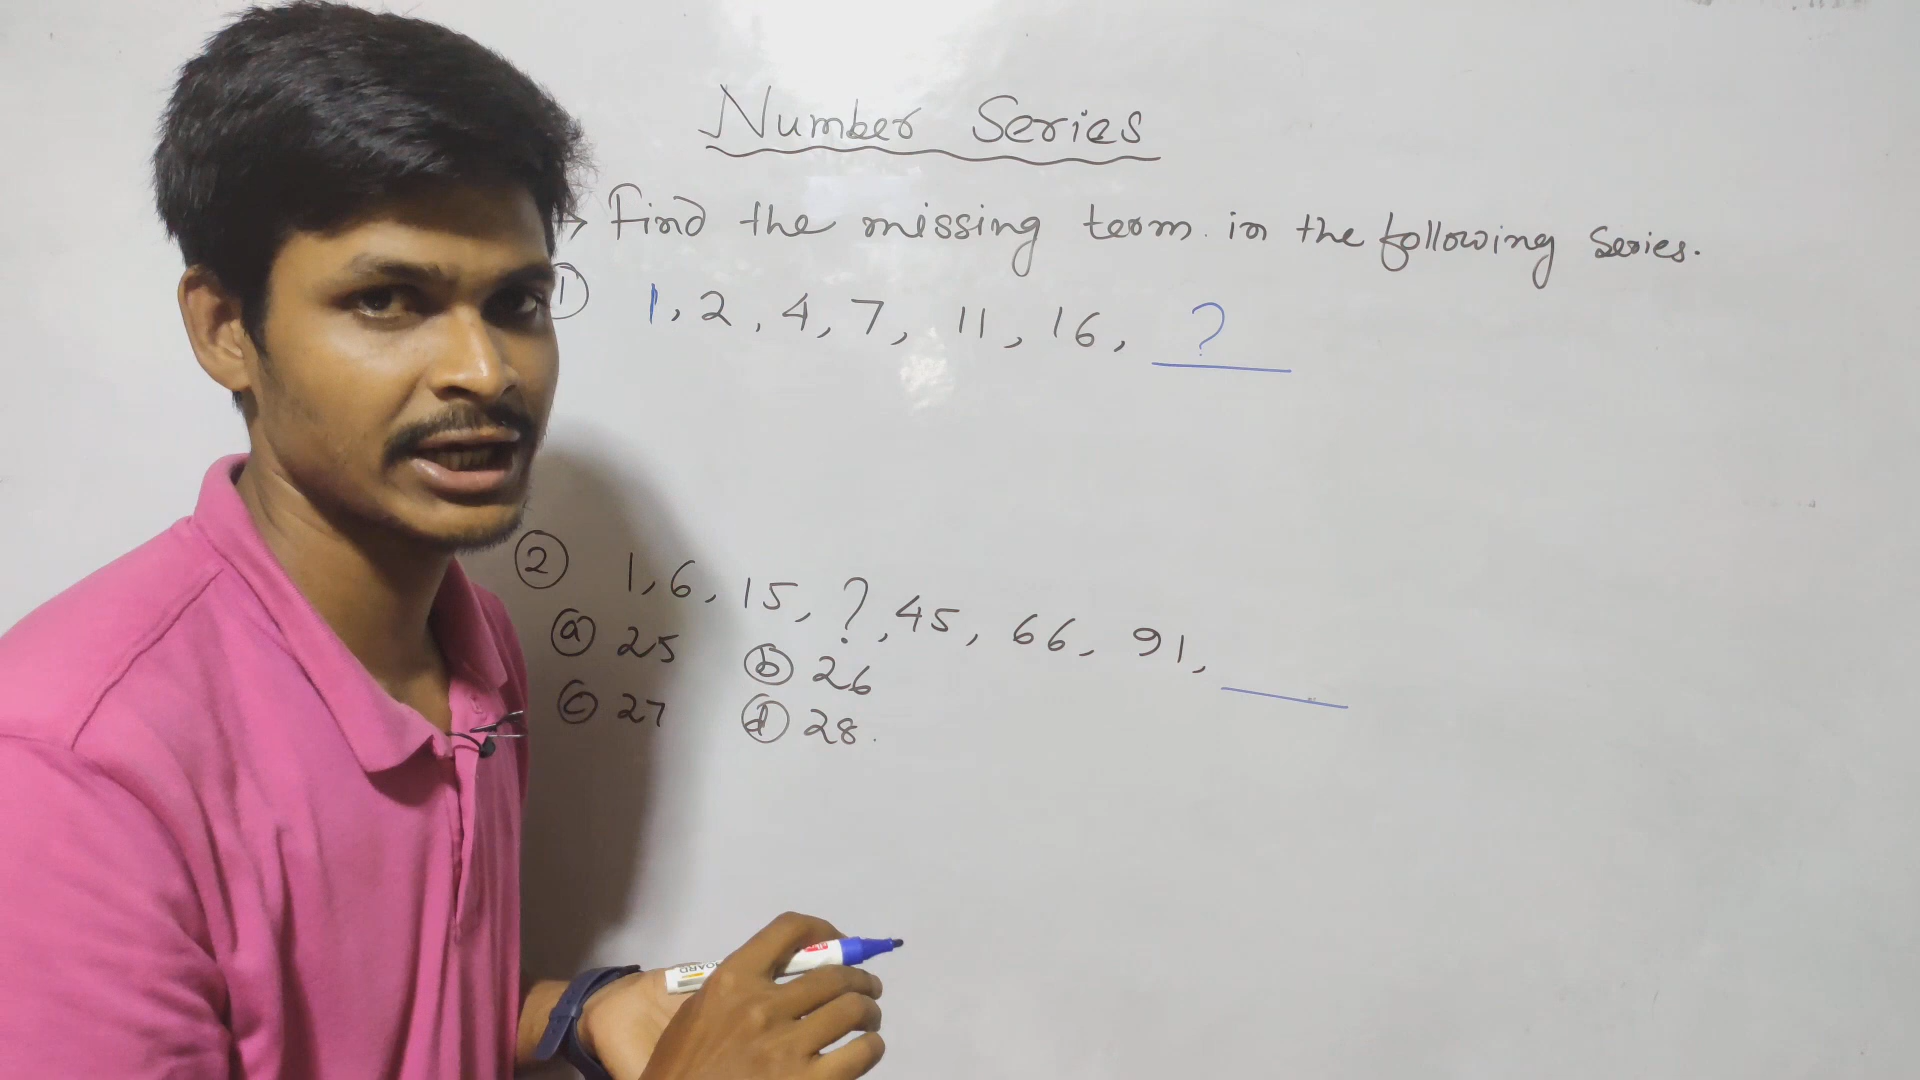 Number Series
→ Find the missing term in the following series.
① 1, 2, 4, 7, 11, 16, ?
② 1, 6, 15, ?, 45, 66, 91, ___
ⓐ 25 ⓑ 26
ⓒ 27 ⓓ 28.